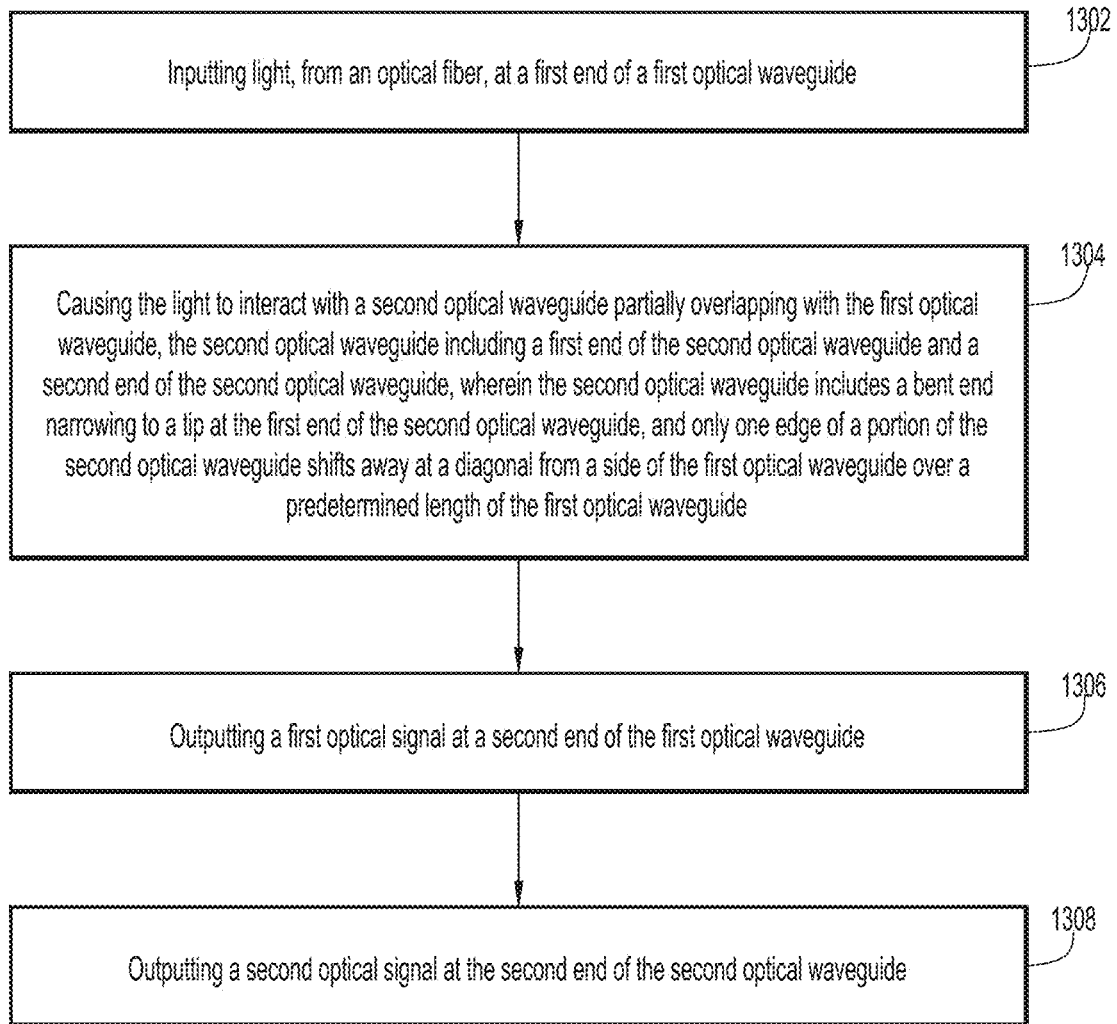 1302
Inputting light, from an optical fiber, at a first end of a first optical waveguide
1304
Causing the light to interact with a second optical waveguide partially overlapping with the first optical
waveguide, the second optical waveguide including a first end of the second optical waveguide and a
second end of the second optical waveguide, wherein the second optical waveguide includes a bent end
narrowing to a tip at the first end of the second optical waveguide, and only one edge of a portion of the
second optical waveguide shifts away at a diagonal from a side of the first optical waveguide over a
predetermined length of the first optical waveguide
1306
Outputting a first optical signal at a second end of the first optical waveguide
1308
Outputting a second optical signal at the second end of the second optical waveguide